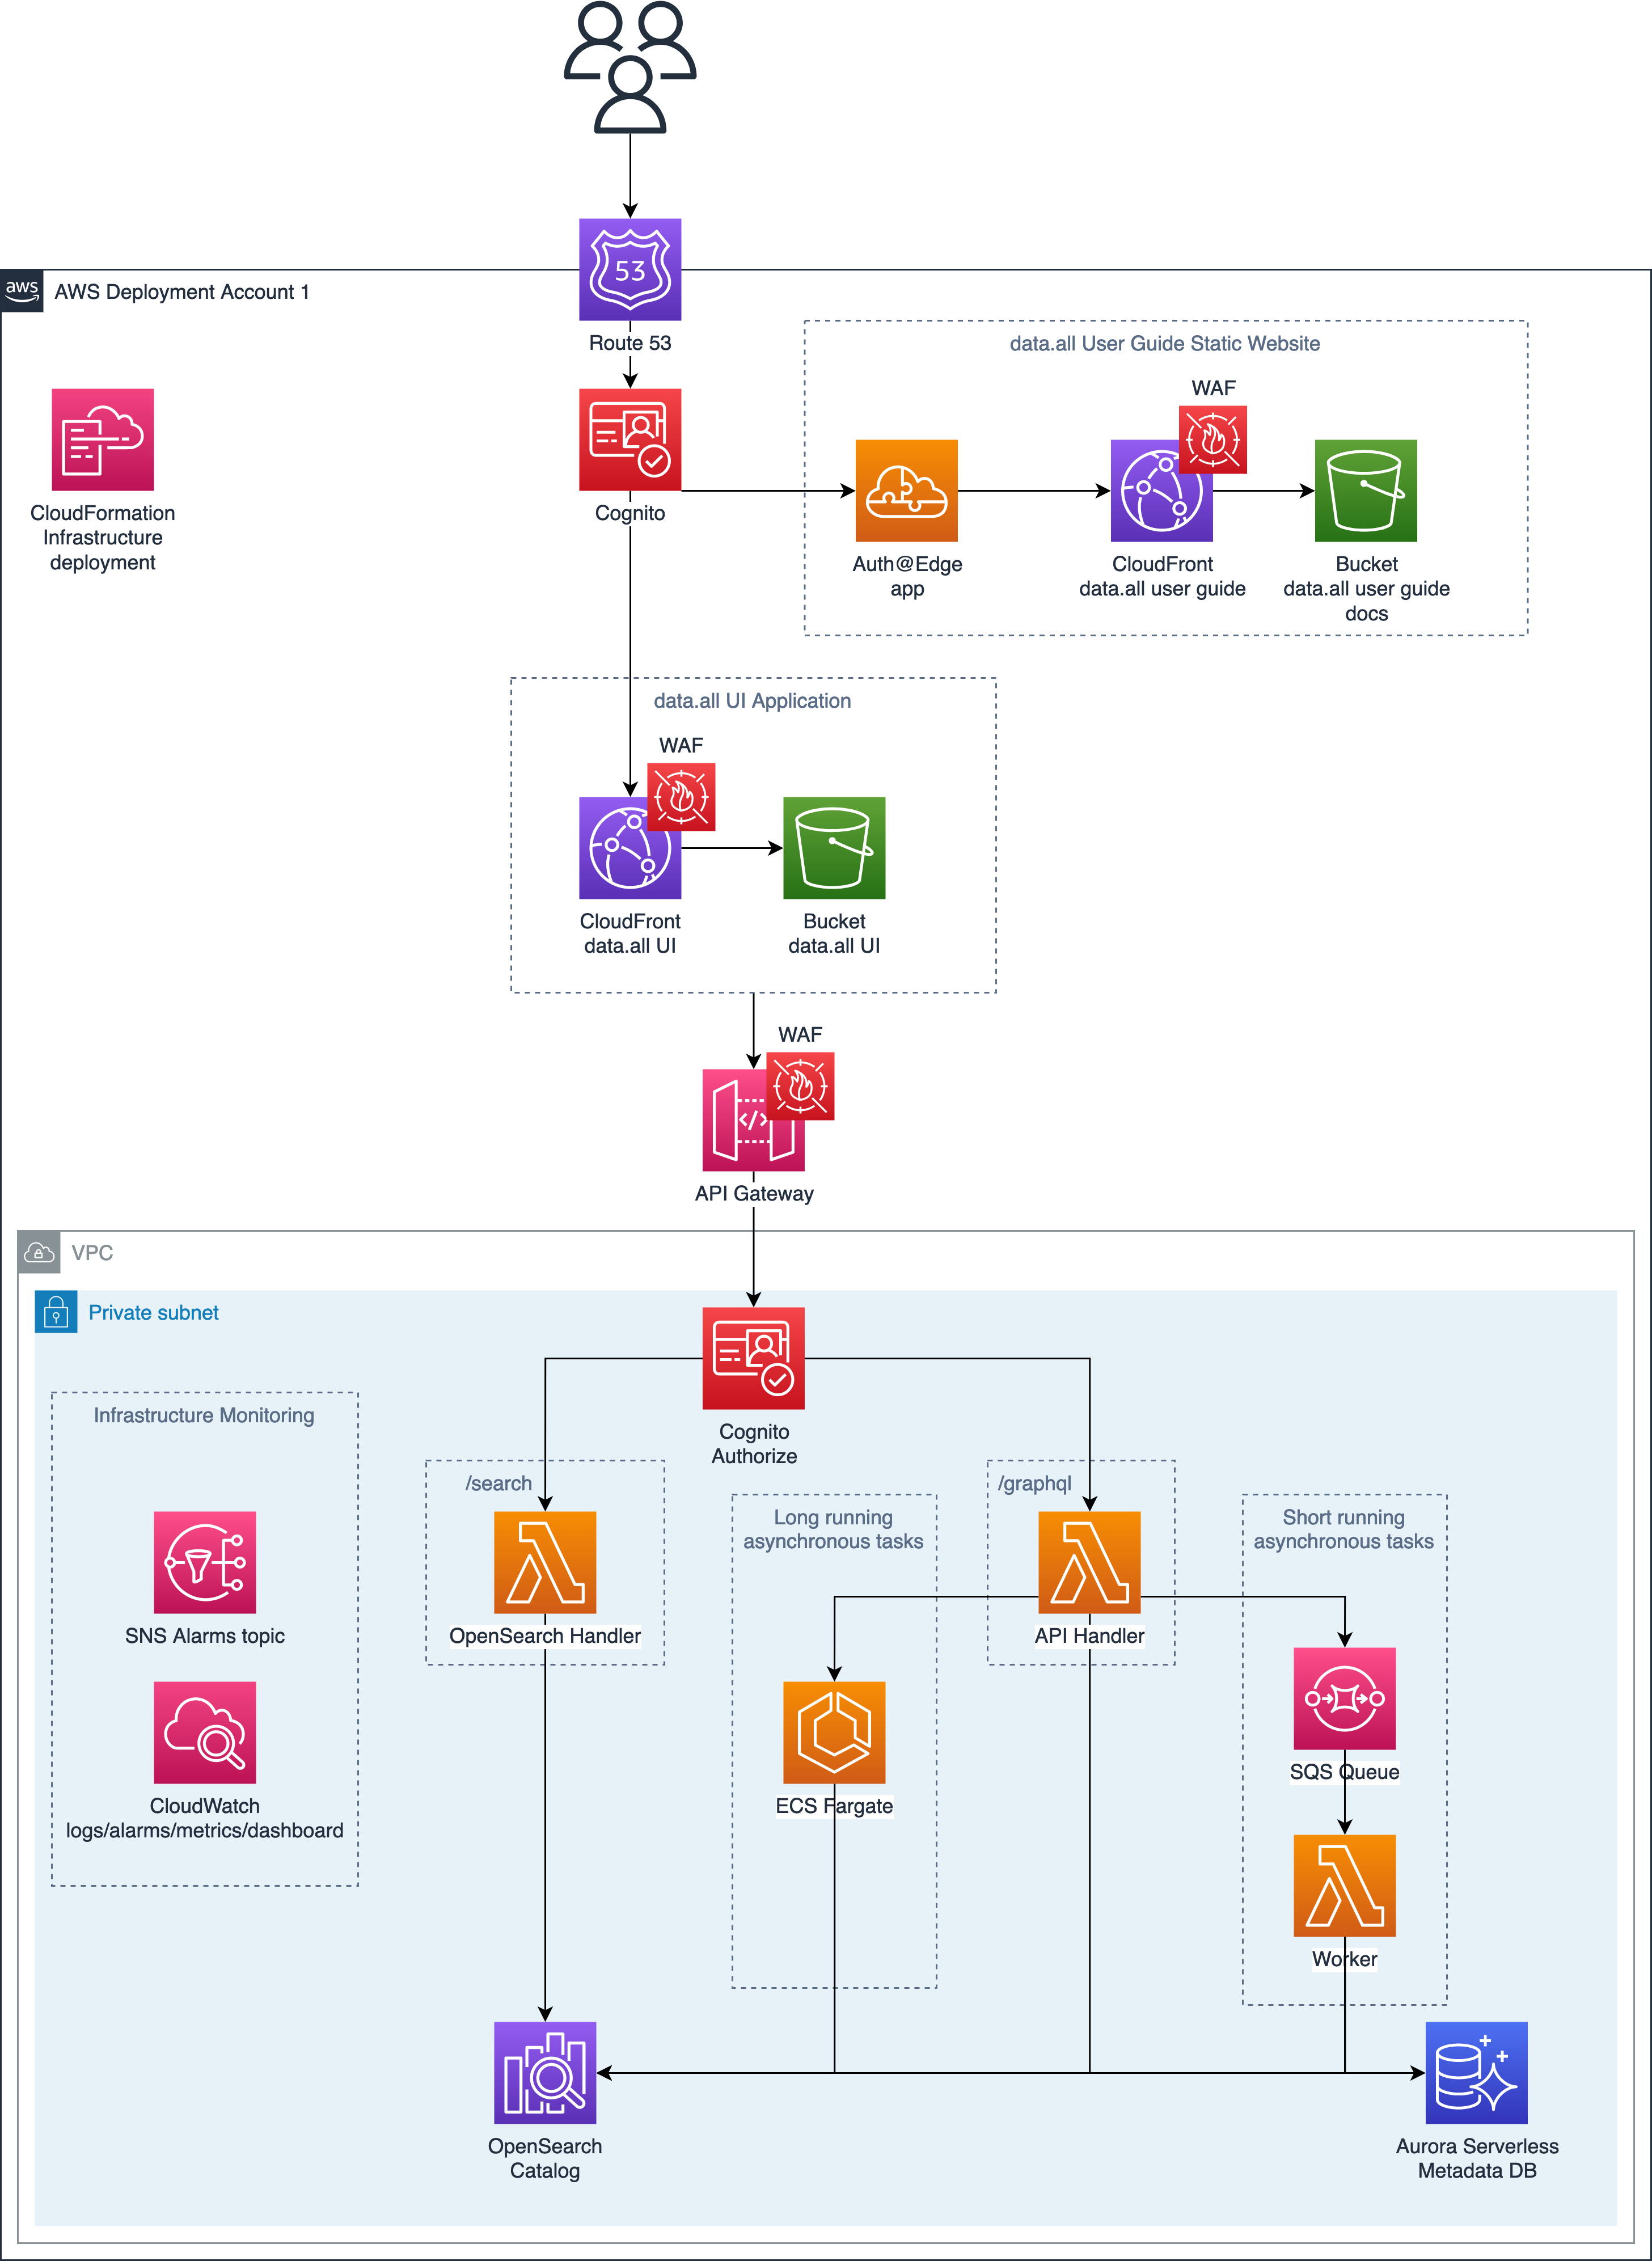 53
aws
AWS Deployment Account 1
Route 53
data.all User Guide Static Website
WAF
CloudFormation
Infrastructure
deployment
Cognito
Auth@Edge
app
CloudFront
data.all user guide
Bucket
data.all user guide
docs
data.all UI Application
WAF
CloudFront
data.all UI
Bucket
data.all UI
WAF
</>
API Gateway
VPC
Private subnet
Cognito
Authorize
Infrastructure Monitoring
SNS Alarms topic
CloudWatch
logs/alarms/metrics/dashboard
/search
OpenSearch Handler
Long running
asynchronous tasks
ECS Fargate
/graphql
API Handler
Short running
asynchronous tasks
SQS Queue
Worker
OpenSearch
Catalog
Aurora Serverless
Metadata DB